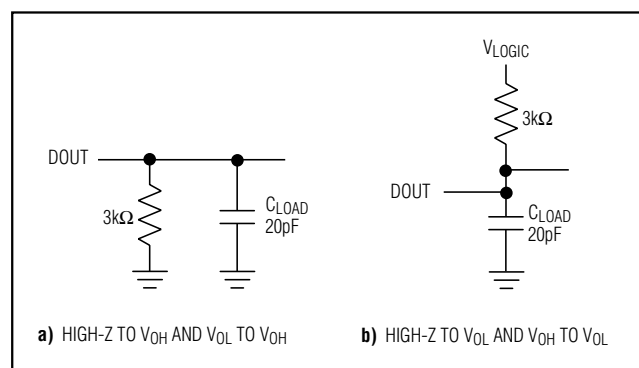 DOUT
3kΩ
CLOAD
20pF
a) HIGH-Z TO VOH AND VOL TO VOH
VLOGIC
3kΩ
DOUT
CLOAD
20pF
b) HIGH-Z TO VOL AND VOH TO VOL